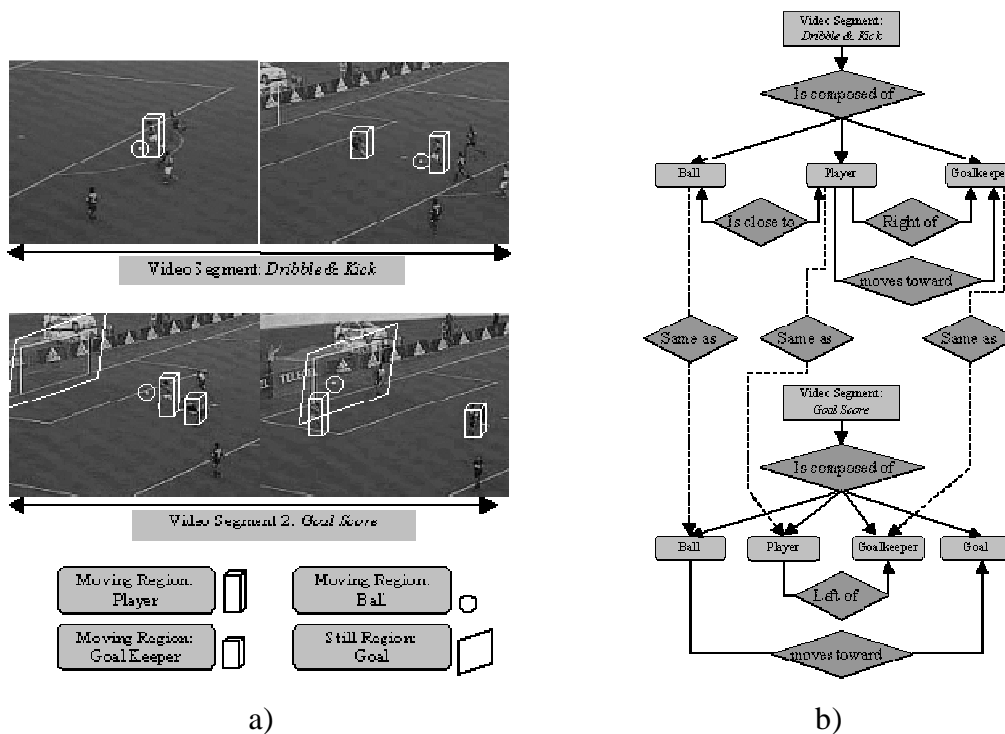 Video Segment: Dribble & Kick
Video Segment 2. Goal Score
Moving Region:
Player
Moving Region:
Ball
Moving Region:
Goal Keeper
Still Region:
Goal
a)
Video Segment:
Dribble & Kick
Is composed of
Ball
Player
Goalkeeper
Is close to
Right of
moves toward
Same as
Same as
Same as
Video Segment:
Goal Score
Is composed of
Ball
Player
Goalkeeper
Goal
Left of
moves toward
b)